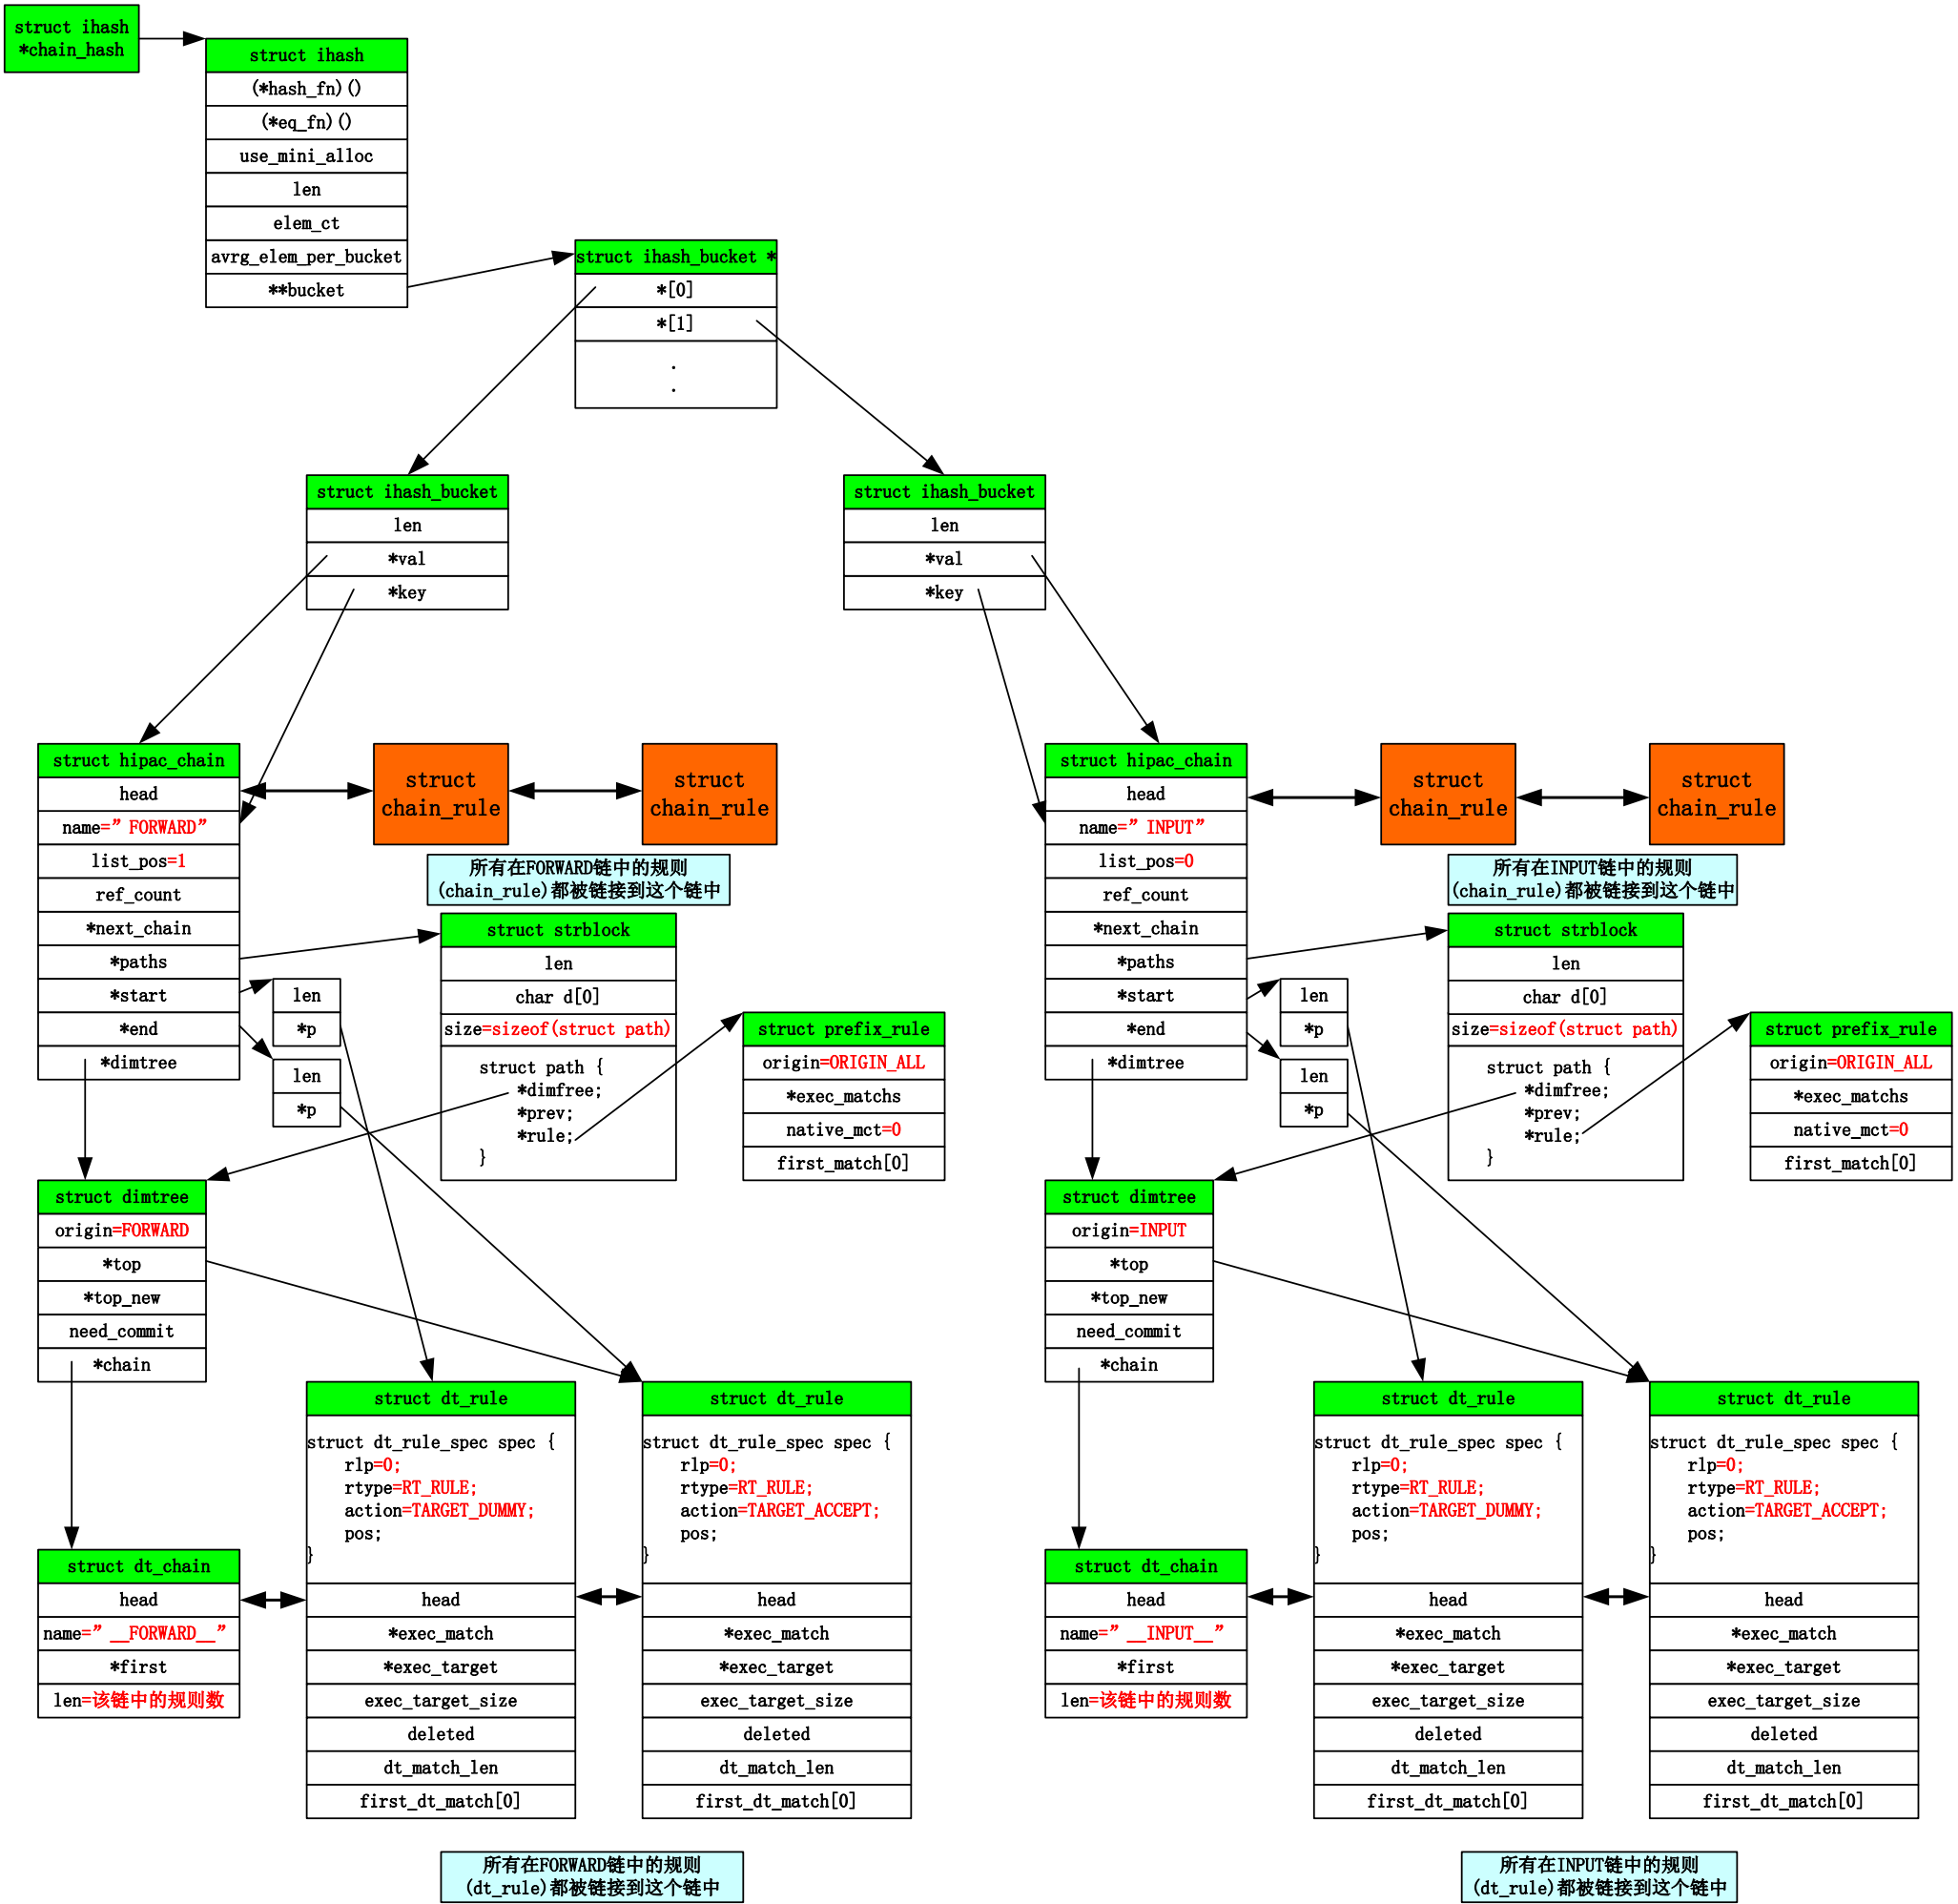 struct ihash
*chain_hash
struct ihash
(*hash_fn)()
(*eq_fn)()
use_mini_alloc
len
elem_ct
avrg_elem_per_bucket
**bucket
struct ihash_bucket *
*[0]
*[1]
.
.
struct ihash_bucket
len
*val
*key
struct ihash_bucket
len
*val
*key
struct hipac_chain
head
name=”FORWARD”
list_pos=1
ref_count
*next_chain
*paths
*start
*end
*dimtree
struct
chain_rule
struct
chain_rule
所有在FORWARD链中的规则
(chain_rule)都被链接到这个链中
struct strblock
len
char d[0]
size=sizeof(struct path)
struct path {
*dimfree;
*prev;
*rule;
}
len
*p
len
*p
struct prefix_rule
origin=ORIGIN_ALL
*exec_matchs
native_mct=0
first_match[0]
struct dimtree
origin=FORWARD
*top
*top_new
need_commit
*chain
struct dt_chain
head
name=”__FORWARD__”
*first
len=该链中的规则数
struct dt_rule
struct dt_rule_spec spec {
rlp=0;
rtype=RT_RULE;
action=TARGET_DUMMY;
pos;
}
head
*exec_match
*exec_target
exec_target_size
deleted
dt_match_len
first_dt_match[0]
struct dt_rule
struct dt_rule_spec spec {
rlp=0;
rtype=RT_RULE;
action=TARGET_ACCEPT;
pos;
}
head
*exec_match
*exec_target
exec_target_size
deleted
dt_match_len
first_dt_match[0]
所有在FORWARD链中的规则
(dt_rule)都被链接到这个链中
struct hipac_chain
head
name=”INPUT”
list_pos=0
ref_count
*next_chain
*paths
*start
*end
*dimtree
struct
chain_rule
struct
chain_rule
所有在INPUT链中的规则
(chain_rule)都被链接到这个链中
struct strblock
len
char d[0]
size=sizeof(struct path)
struct path {
*dimfree;
*prev;
*rule;
}
len
*p
len
*p
struct prefix_rule
origin=ORIGIN_ALL
*exec_matchs
native_mct=0
first_match[0]
struct dimtree
origin=INPUT
*top
*top_new
need_commit
*chain
struct dt_chain
head
name=”__INPUT__”
*first
len=该链中的规则数
struct dt_rule
struct dt_rule_spec spec {
rlp=0;
rtype=RT_RULE;
action=TARGET_DUMMY;
pos;
}
head
*exec_match
*exec_target
exec_target_size
deleted
dt_match_len
first_dt_match[0]
struct dt_rule
struct dt_rule_spec spec {
rlp=0;
rtype=RT_RULE;
action=TARGET_ACCEPT;
pos;
}
head
*exec_match
*exec_target
exec_target_size
deleted
dt_match_len
first_dt_match[0]
所有在INPUT链中的规则
(dt_rule)都被链接到这个链中